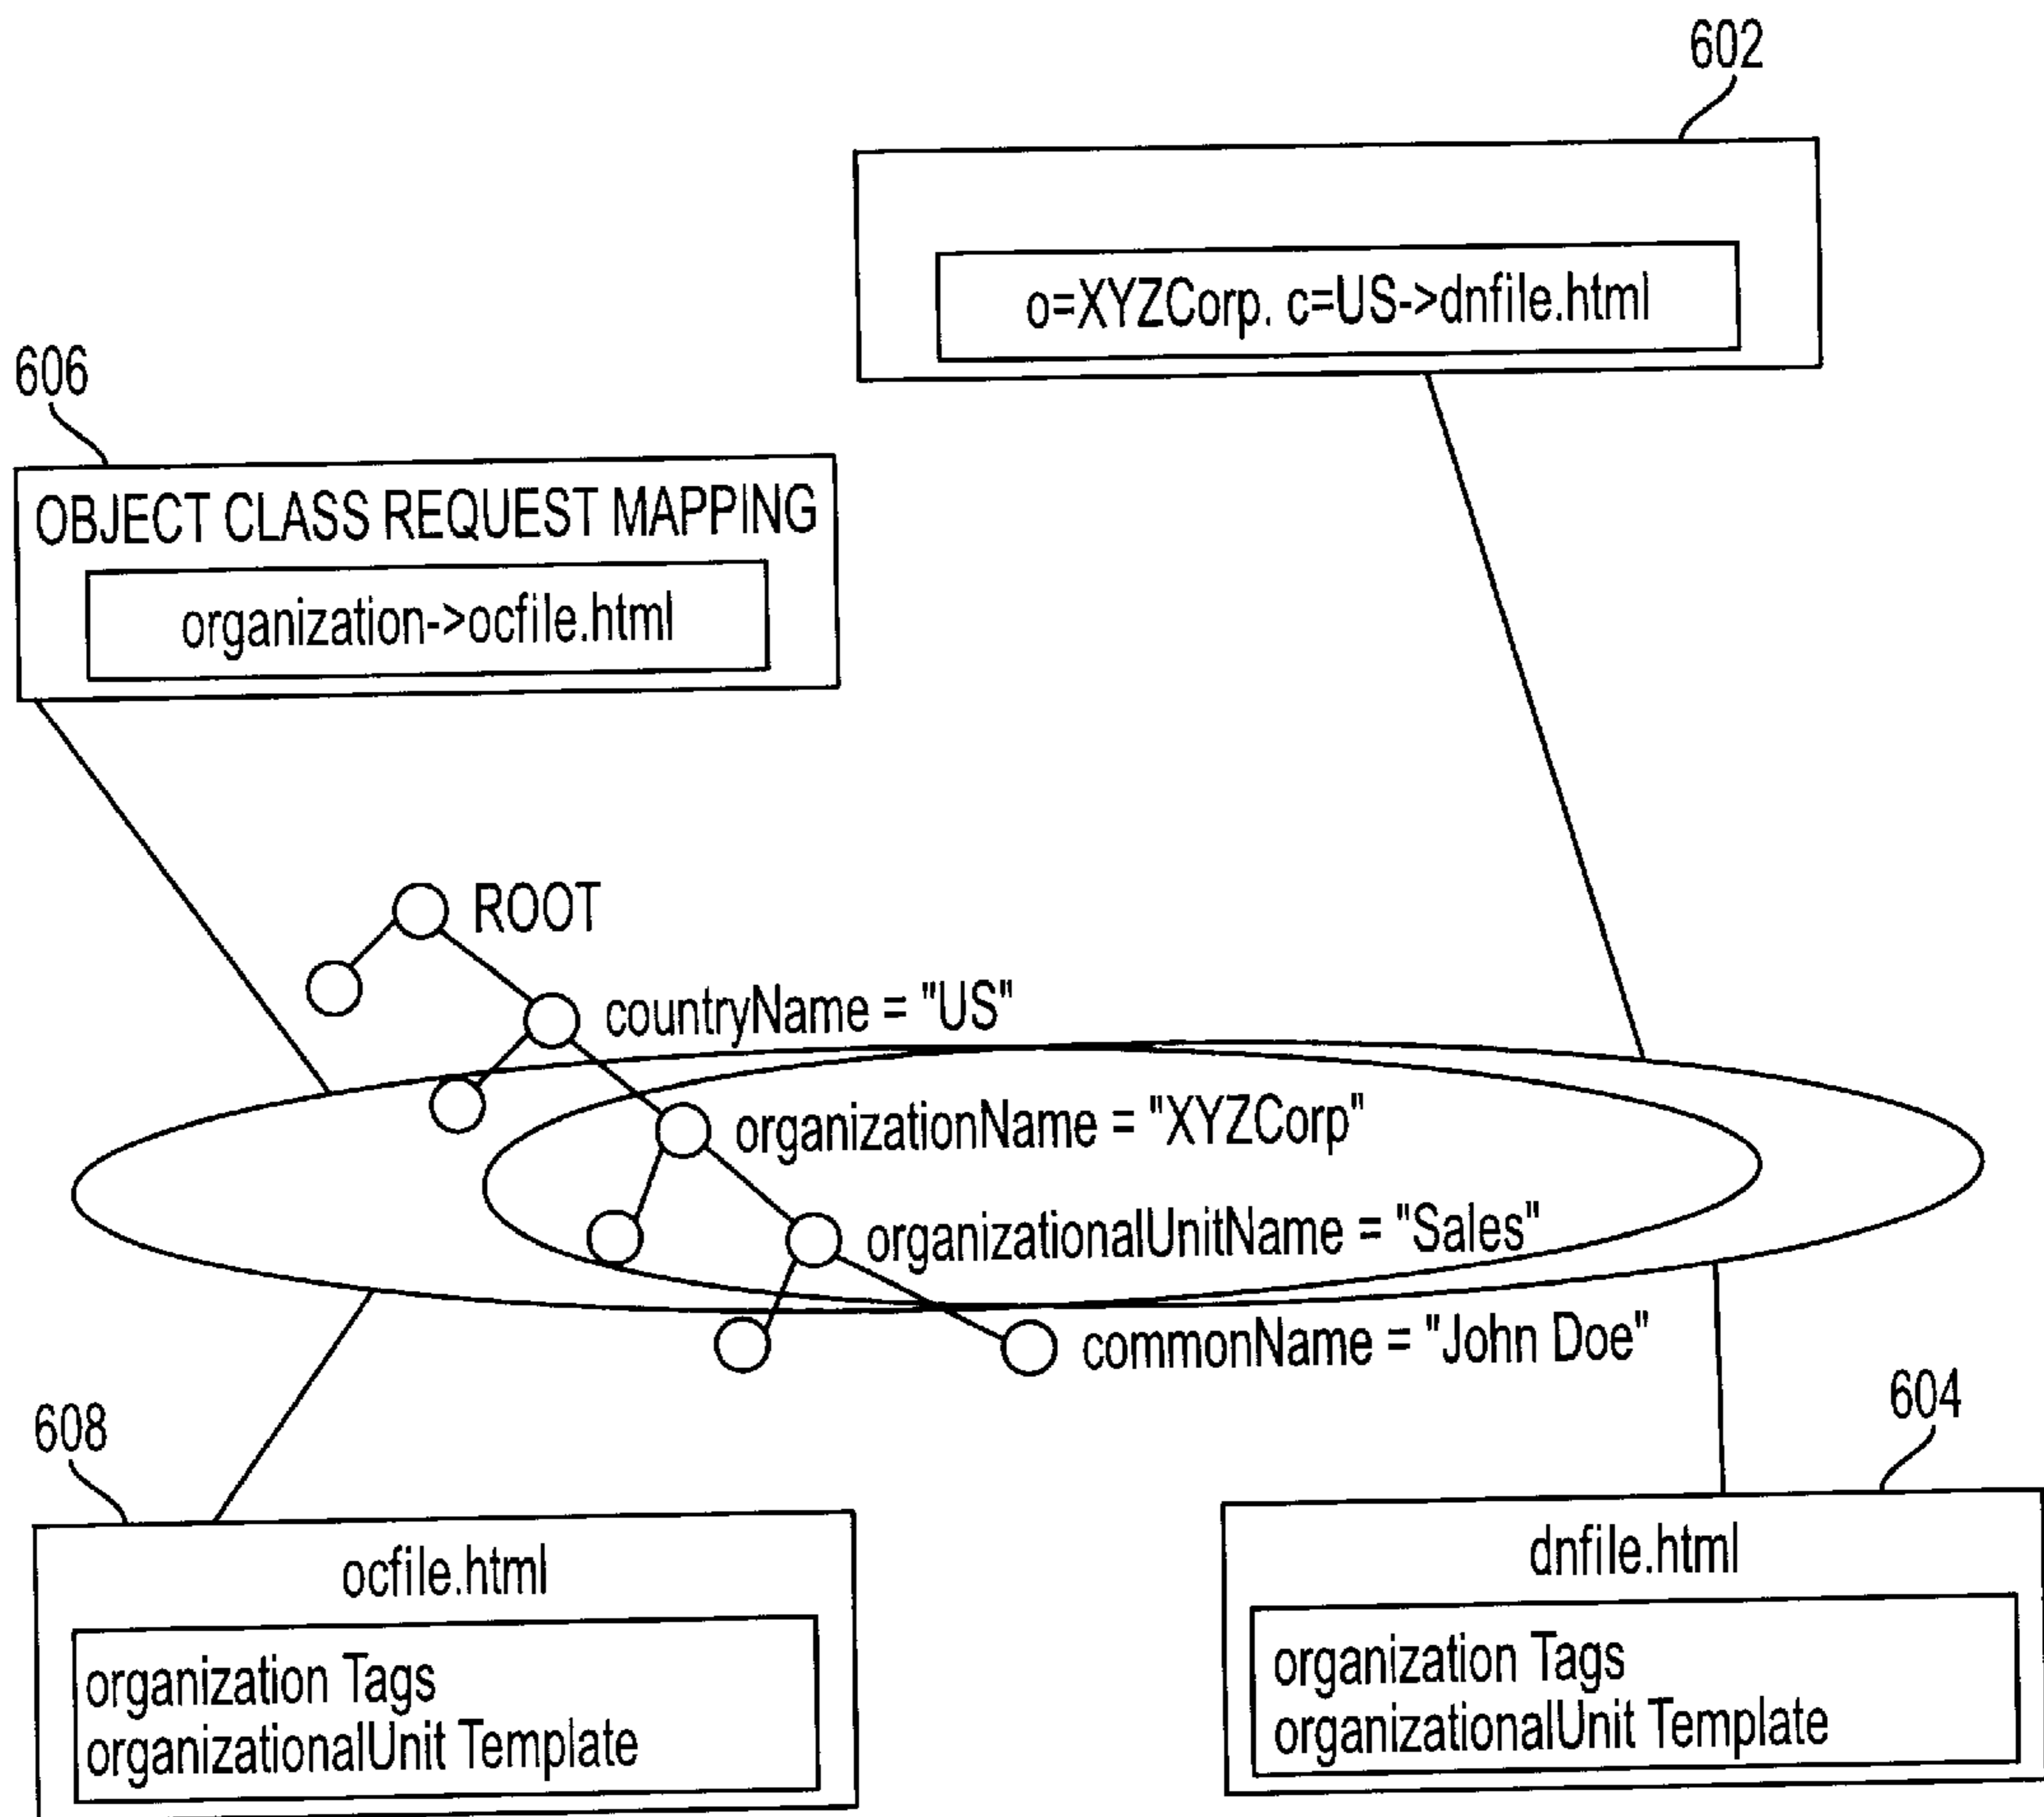 602
o=XYZCorp. c=US->dnfile.html
606
OBJECT CLASS REQUEST MAPPING
organization->ocfile.html
ROOT
countryName = "US"
organizationName = "XYZCorp"
organizationalUnitName = "Sales"
commonName = "John Doe"
608
ocfile.html
organization Tags
organizationalUnit Template
604
dnfile.html
organization Tags
organizationalUnit Template